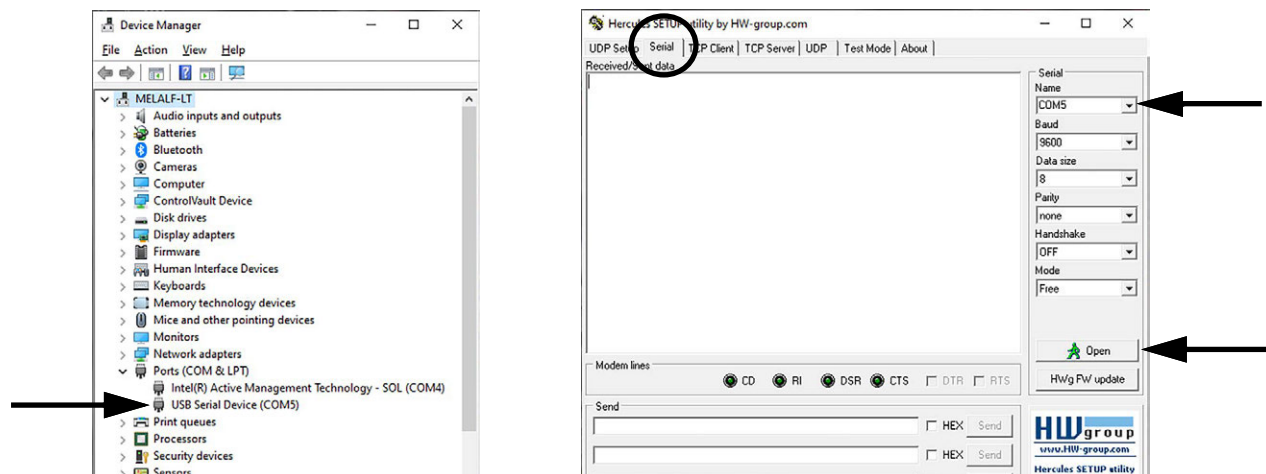 Device Manager
File Action View Help
MELALF-LT
Audio inputs and outputs
Batteries
Bluetooth
Cameras
Computer
ControlVault Device
Disk drives
Display adapters
Firmware
Human Interface Devices
Keyboards
Memory technology devices
Mice and other pointing devices
Monitors
Network adapters
Ports (COM & LPT)
Intel(R) Active Management Technology - SOL (COM4)
USB Serial Device (COM5)
Print queues
Processors
Security devices
Sensors
Hercules SETUP utility by HW-group.com
UDP Setup Serial TCP Client TCP Server UDP Test Mode About
Received/Sent data
Serial
Name
COM5
Baud
9600
Data size
8
Parity
none
Handshake
OFF
Mode
Free
Open
HWg FW update
Modem lines
CD RI DSR CTS DTR RTS
Send
HEX Send
HEX Send
HWgroup
www.HW-group.com
Hercules SETUP utility